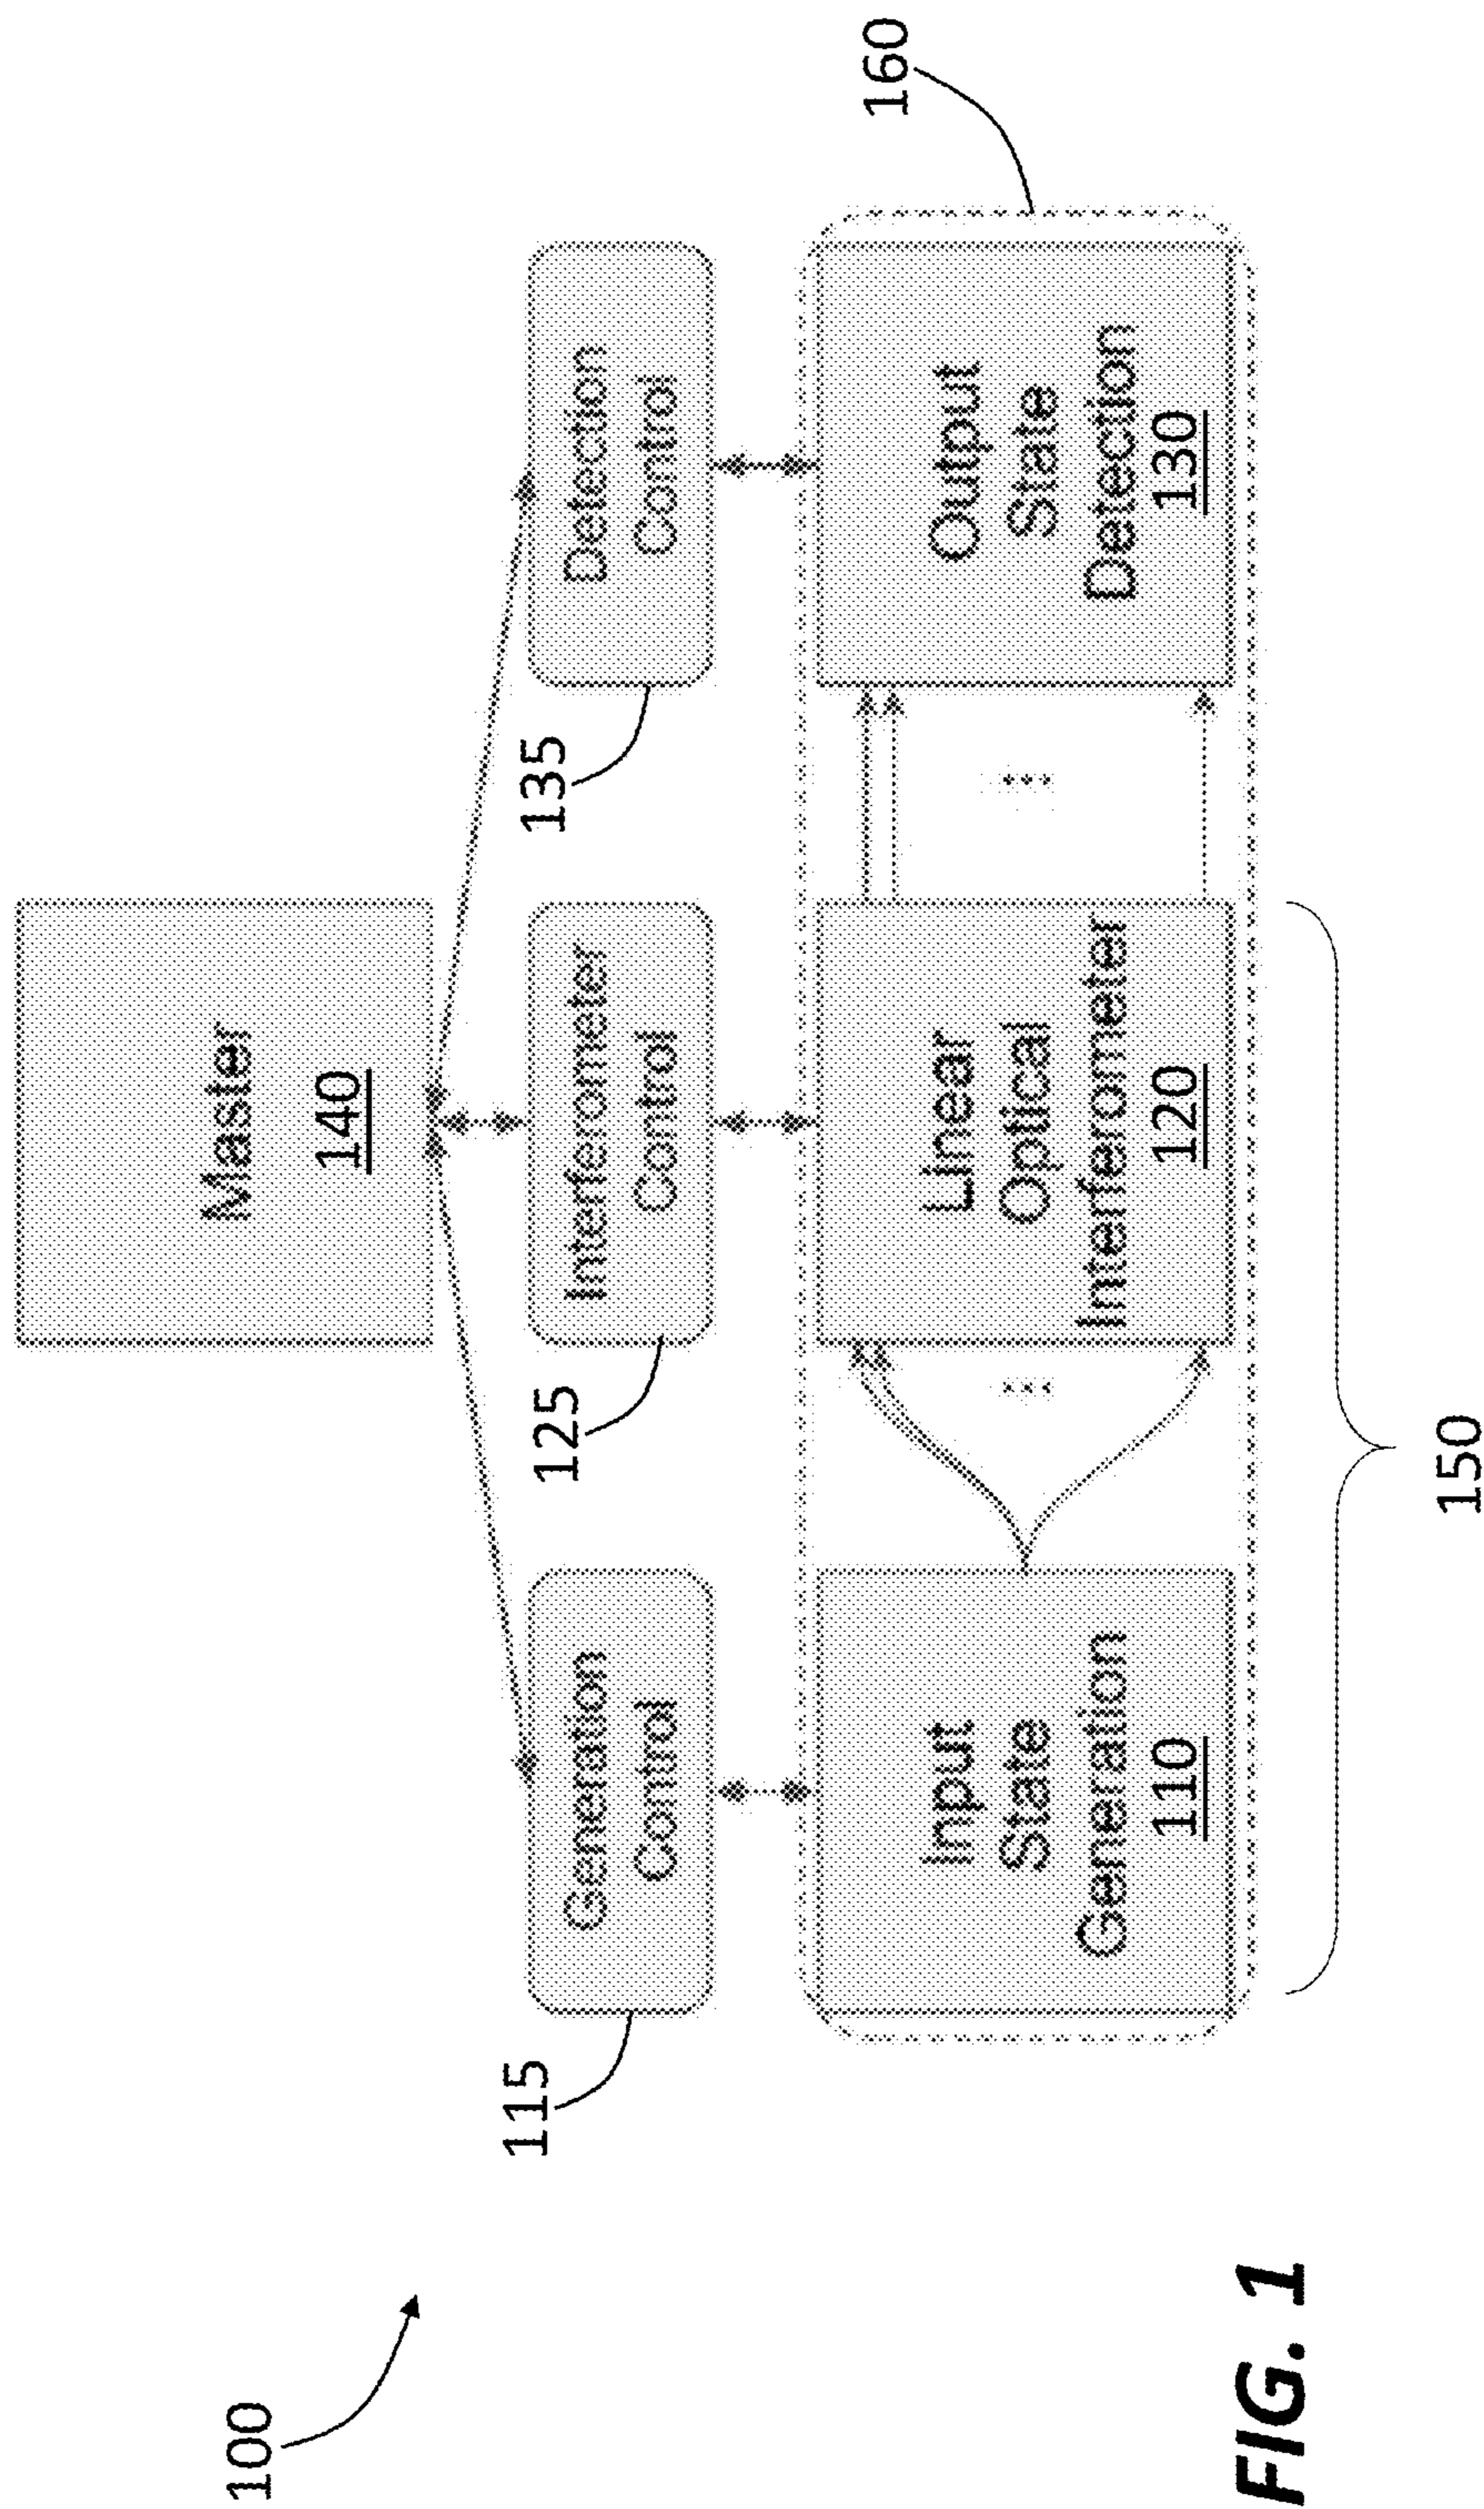 100
Master
140
115
Generation
Control
125
Interferometer
Control
135
Detection
Control
Input
State
Generation
110
Linear
Optical
Interferometer
120
Output
State
Detection
130
160
150
FIG. 1